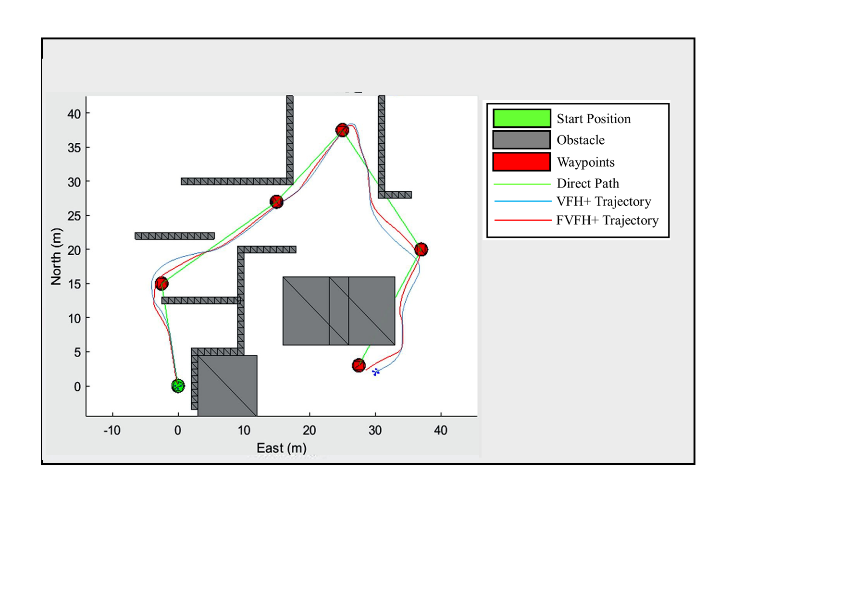 40
35
30
25
20
15
10
5
0
North (m)
-10
0
10
20
30
40
East (m)
Start Position
Obstacle
Waypoints
Direct Path
VFH+ Trajectory
FVFH+ Trajectory